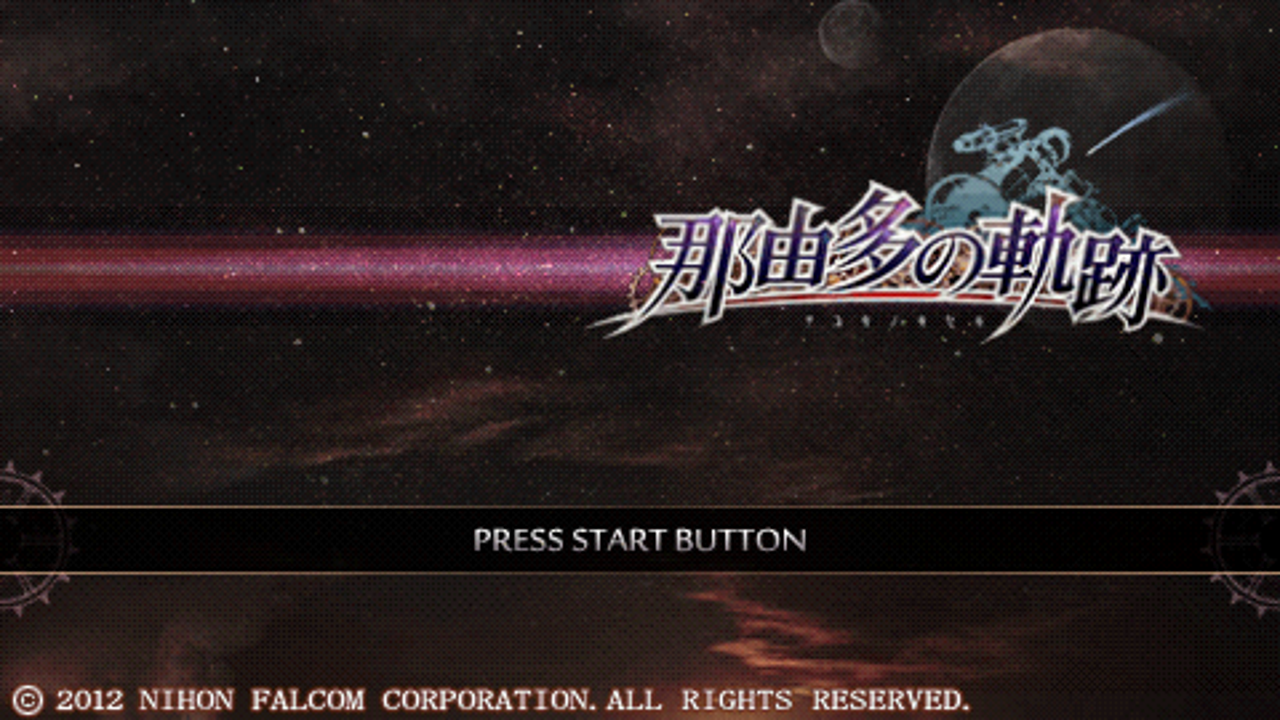 那由多の軌跡
PRESS START BUTTON
© 2012 NIHON FALCOM CORPORATION. ALL RIGHTS RESERVED.